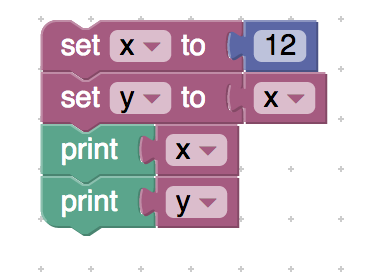 set x to 12
set y to x
print x
print y